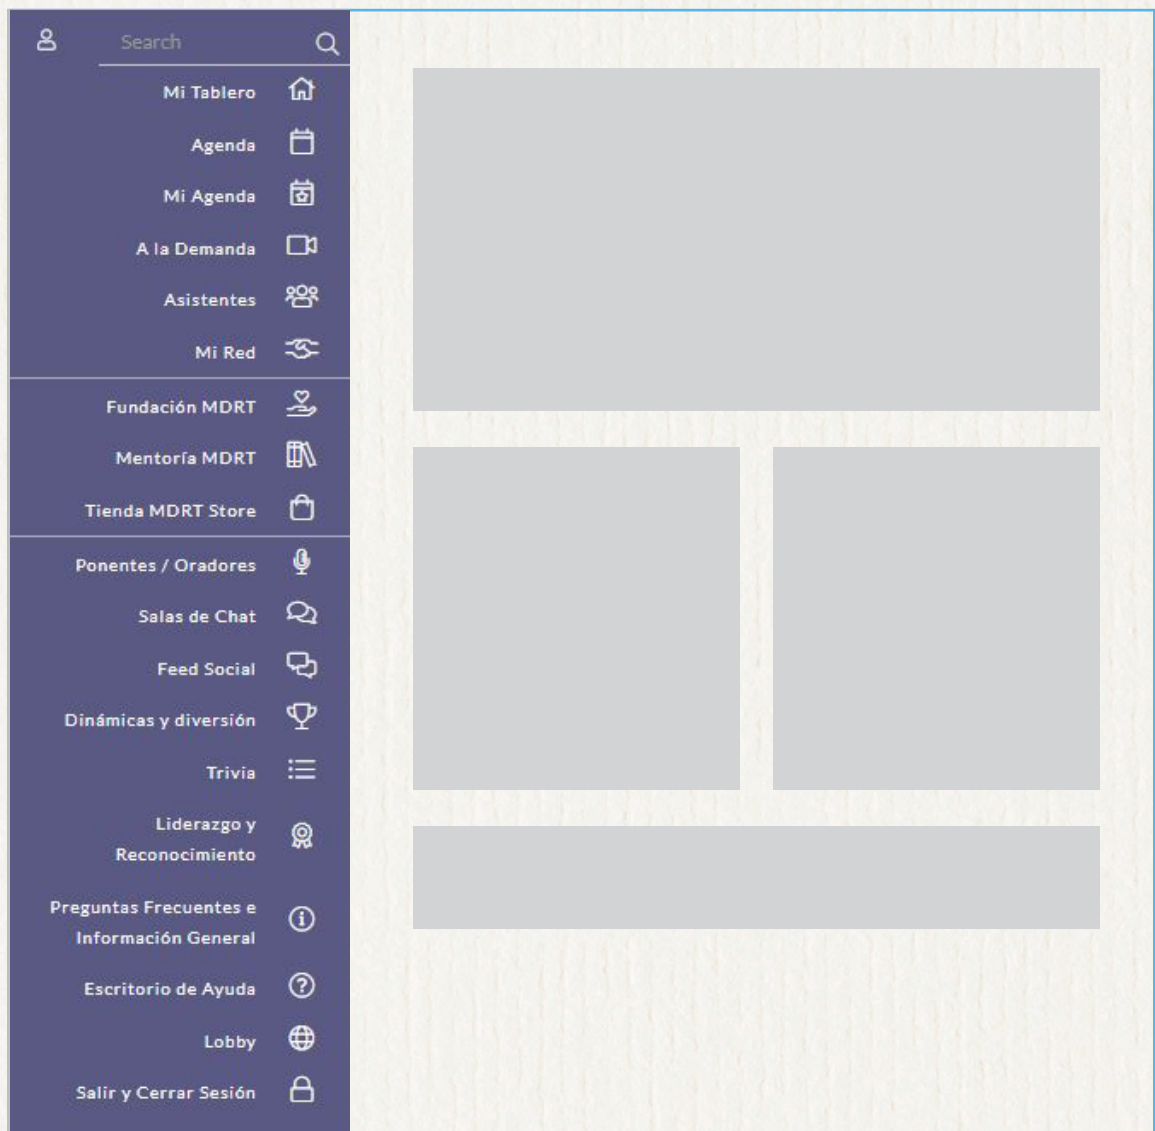 Search
Mi Tablero
Agenda
Mi Agenda
A la Demanda
Asistentes
Mi Red
Fundación MDRT
Mentoría MDRT
Tienda MDRT Store
Ponentes / Oradores
Salas de Chat
Feed Social
Dinámicas y diversión
Trivia
Liderazgo y
Reconocimiento
Preguntas Frecuentes e
Información General
Escritorio de Ayuda
Lobby
Salir y Cerrar Sesión